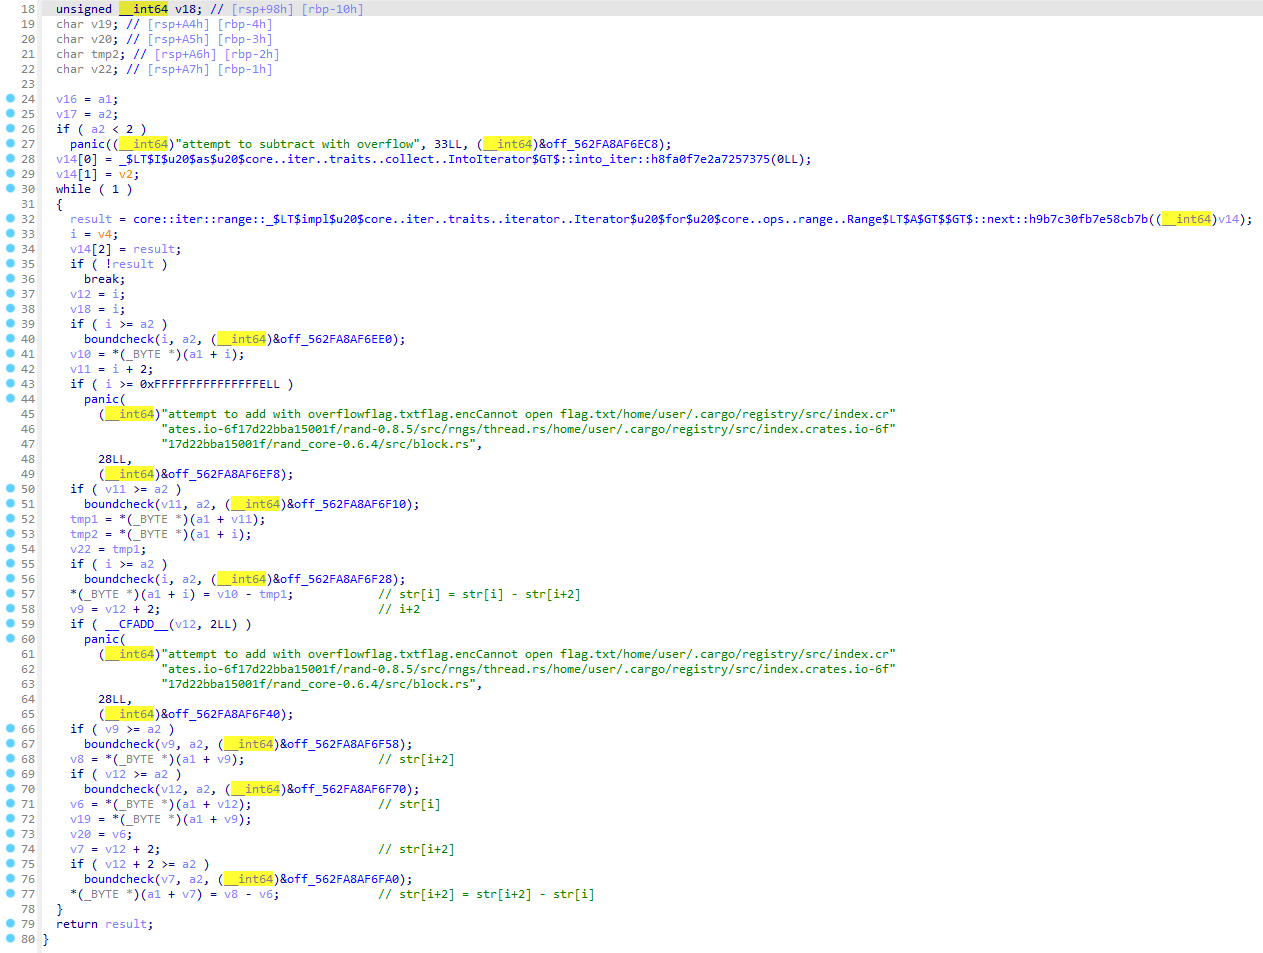 18 unsigned __int64 v18; // [rsp+98h] [rbp-10h]
19 char v19; // [rsp+A4h] [rbp-4h]
20 char v20; // [rsp+A5h] [rbp-3h]
21 char tmp2; // [rsp+A6h] [rbp-2h]
22 char v22; // [rsp+A7h] [rbp-1h]
23
24 v16 = a1;
25 v17 = a2;
26 if ( a2 < 2 )
27 panic((__int64)"attempt to subtract with overflow", 33LL, (__int64)&off_562FA8AF6EC8);
28 v14[0] = _$LT$I$u20$as$u20$core..iter..traits..collect..IntoIterator$GT$::into_iter::h8fa0f7e2a7257375(0LL);
29 v14[1] = v2;
30 while ( 1 )
31 {
32 result = core::iter::range::_$LT$impl$u20$core..iter..traits..iterator..Iterator$u20$for$u20$core..ops..range..Range$LT$A$GT$$GT$::next::h9b7c30fb7e58cb7b((__int64)v14);
33 i = v4;
34 v14[2] = result;
35 if ( !result )
36 break;
37 v12 = i;
38 v18 = i;
39 if ( i >= a2 )
40 boundcheck(i, a2, (__int64)&off_562FA8AF6EE0);
41 v10 = *(_BYTE *)(a1 + i);
42 v11 = i + 2;
43 if ( i >= 0xFFFFFFFFFFFFFFFELL )
44 panic(
45 (__int64)"attempt to add with overflowflag.txtflag.encCannot open flag.txt/home/user/.cargo/registry/src/index.cr"
46 "ates.io-6f17d22bba15001f/rand-0.8.5/src/rngs/thread.rs/home/user/.cargo/registry/src/index.crates.io-6f"
47 "17d22bba15001f/rand_core-0.6.4/src/block.rs",
48 28LL,
49 (__int64)&off_562FA8AF6EF8);
50 if ( v11 >= a2 )
51 boundcheck(v11, a2, (__int64)&off_562FA8AF6F10);
52 tmp1 = *(_BYTE *)(a1 + v11);
53 tmp2 = *(_BYTE *)(a1 + i);
54 v22 = tmp1;
55 if ( i >= a2 )
56 boundcheck(i, a2, (__int64)&off_562FA8AF6F28);
57 *(_BYTE *)(a1 + i) = v10 - tmp1; // str[i] = str[i] - str[i+2]
58 v9 = v12 + 2; // i+2
59 if ( __CFADD__(v12, 2LL) )
60 panic(
61 (__int64)"attempt to add with overflowflag.txtflag.encCannot open flag.txt/home/user/.cargo/registry/src/index.cr"
62 "ates.io-6f17d22bba15001f/rand-0.8.5/src/rngs/thread.rs/home/user/.cargo/registry/src/index.crates.io-6f"
63 "17d22bba15001f/rand_core-0.6.4/src/block.rs",
64 28LL,
65 (__int64)&off_562FA8AF6F40);
66 if ( v9 >= a2 )
67 boundcheck(v9, a2, (__int64)&off_562FA8AF6F58);
68 v8 = *(_BYTE *)(a1 + v9); // str[i+2]
69 if ( v12 >= a2 )
70 boundcheck(v12, a2, (__int64)&off_562FA8AF6F70);
71 v6 = *(_BYTE *)(a1 + v12); // str[i]
72 v19 = *(_BYTE *)(a1 + v9);
73 v20 = v6;
74 v7 = v12 + 2; // str[i+2]
75 if ( v12 + 2 >= a2 )
76 boundcheck(v7, a2, (__int64)&off_562FA8AF6FA0);
77 *(_BYTE *)(a1 + v7) = v8 - v6; // str[i+2] = str[i+2] - str[i]
78 }
79 return result;
80 }